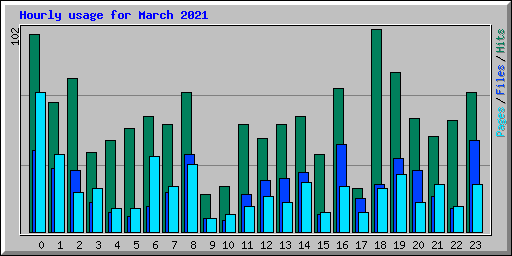 Hourly usage for March 2021
102
Pages/Files/Hits
0 1 2 3 4 5 6 7 8 9 10 11 12 13 14 15 16 17 18 19 20 21 22 23